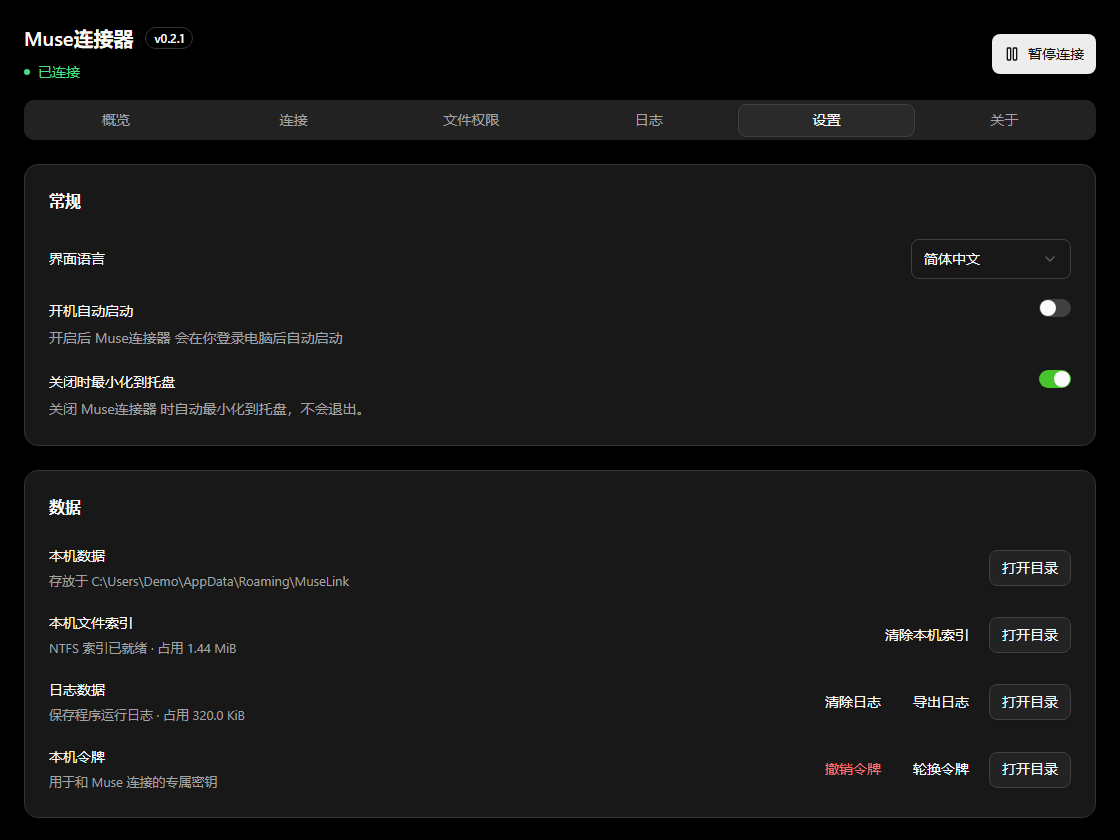 Muse连接器 v0.2.1
已连接
暂停连接
概览 连接 文件权限 日志 设置 关于
常规
界面语言 简体中文
开机自动启动
开启后 Muse连接器 会在你登录电脑后自动启动
关闭时最小化到托盘
关闭 Muse连接器 时自动最小化到托盘，不会退出。
数据
本机数据
存放于 C:\Users\Demo\AppData\Roaming\MuseLink
打开目录
本机文件索引
NTFS 索引已就绪 · 占用 1.44 MiB
清除本机索引 打开目录
日志数据
保存程序运行日志 · 占用 320.0 KiB
清除日志 导出日志 打开目录
本机令牌
用于和 Muse 连接的专属密钥
撤销令牌 轮换令牌 打开目录